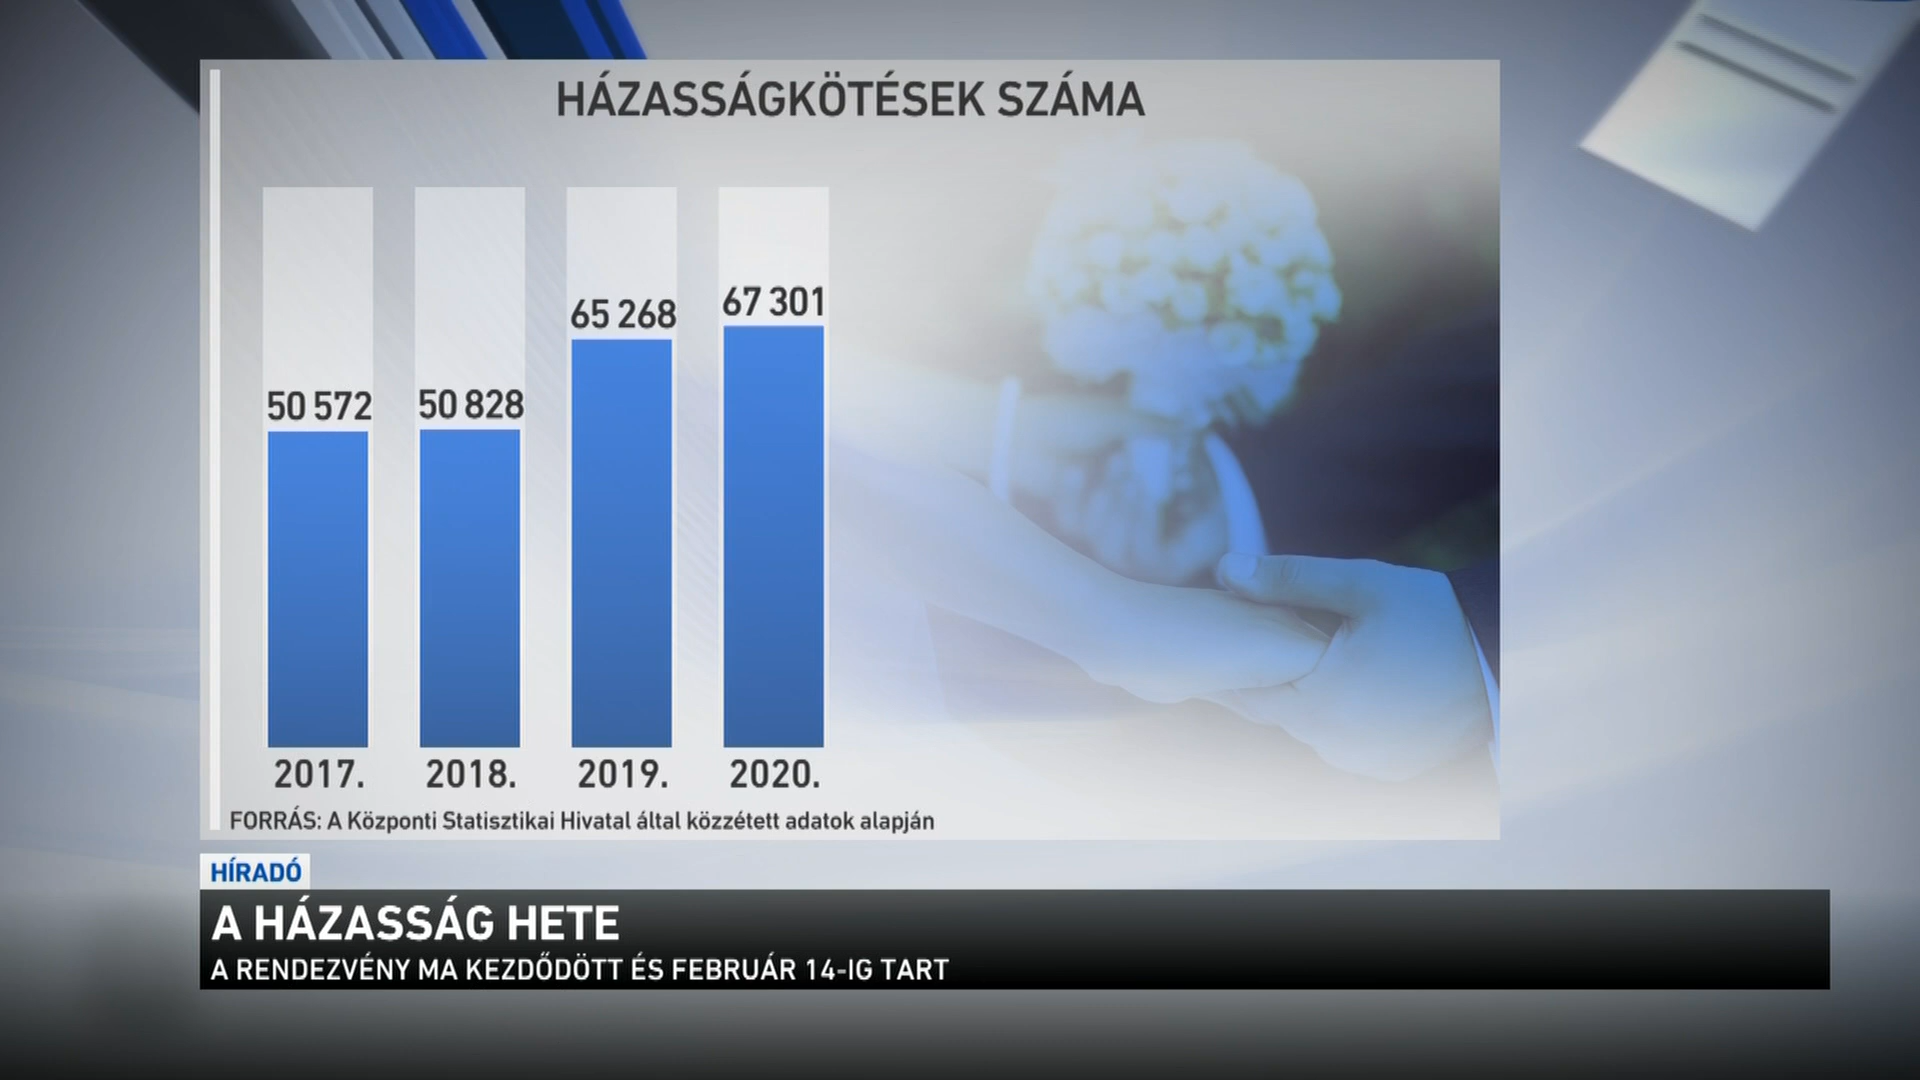 HÁZASSÁGKÖTÉSEK SZÁMA
50 572
50 828
65 268
67 301
2017.
2018.
2019.
2020.
FORRÁS: A Központi Statisztikai Hivatal által közzétett adatok alapján
HÍRADÓ
A HÁZASSÁG HETE
A RENDEZVÉNY MA KEZDŐDÖTT ÉS FEBRUÁR 14-IG TART